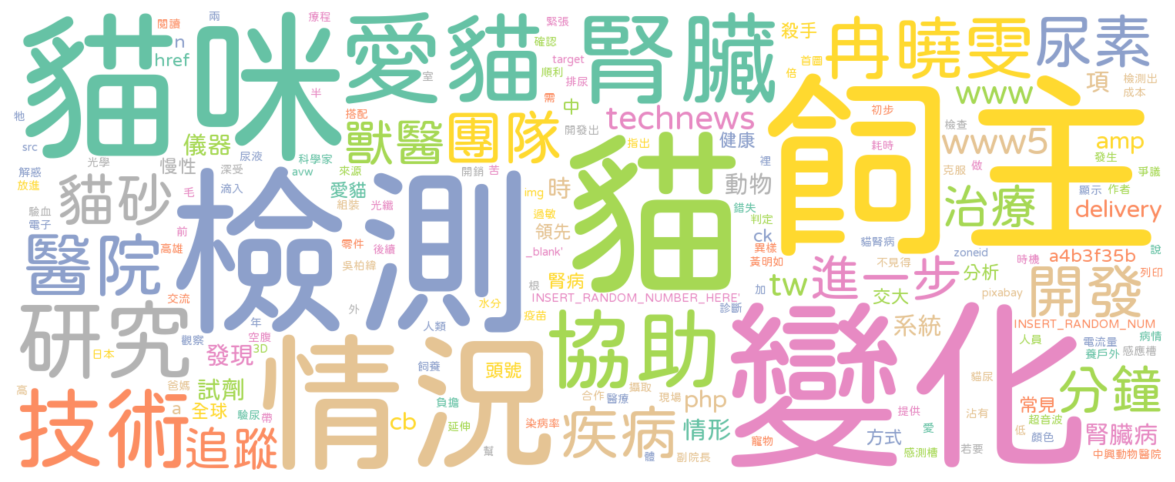 貓咪
愛貓
腎臟
飼主
冉曉雯
尿素
檢測
貓
變化
情況
研究
技術
協助
開發
醫院
獸醫
團隊
technews
www
www5
項
amp
治療
delivery
進一步
tw
a4b3f35b
分鐘
追蹤
疾病
貓砂
儀器
慢性
愛貓
時
領先
動物
健康
中
殺手
ck
cb
php
情形
腎臟病
常見
方式
系統
交大
分析
發現
試劑
全球
a
頭號
腎病
n
href
閱讀
兩
療程
緊張
確認
順利
target
排尿
室
半
搭配
需
倍
首圖
檢測出
成本
牠
src
解感
放進
光學
尿液
深受
科學家
avw
來源
開銷
苦
開發出
指出
初步
耗時
檢查
裡
克服
做
發生
爭議
顯示
作者
驗血
電子
毛
滴入
組裝
光纖
img
過敏
錯失
判定
異樣
黃明如
貓腎病
不見得
zoneid
時機
說
列印
前
高雄
零件
後續
吳柏緯
_blank'
根
INSERT_RANDOM_NUMBER_HERE'
加
pixabay
交流
外
水分
疫苗
診斷
INSERT_RANDOM_NUM
人員
電流量
病情
養戶外
感應槽
觀察
年
空腹
3D
人類
日本
飼養
爸媽
高
驗尿
帶
負擔
延伸
合作
醫療
攝取
現場
貓尿
沾有
低
超音波
顏色
提供
愛
感測槽
若要
中興動物醫院
染病率
幫
體
副院長
寵物